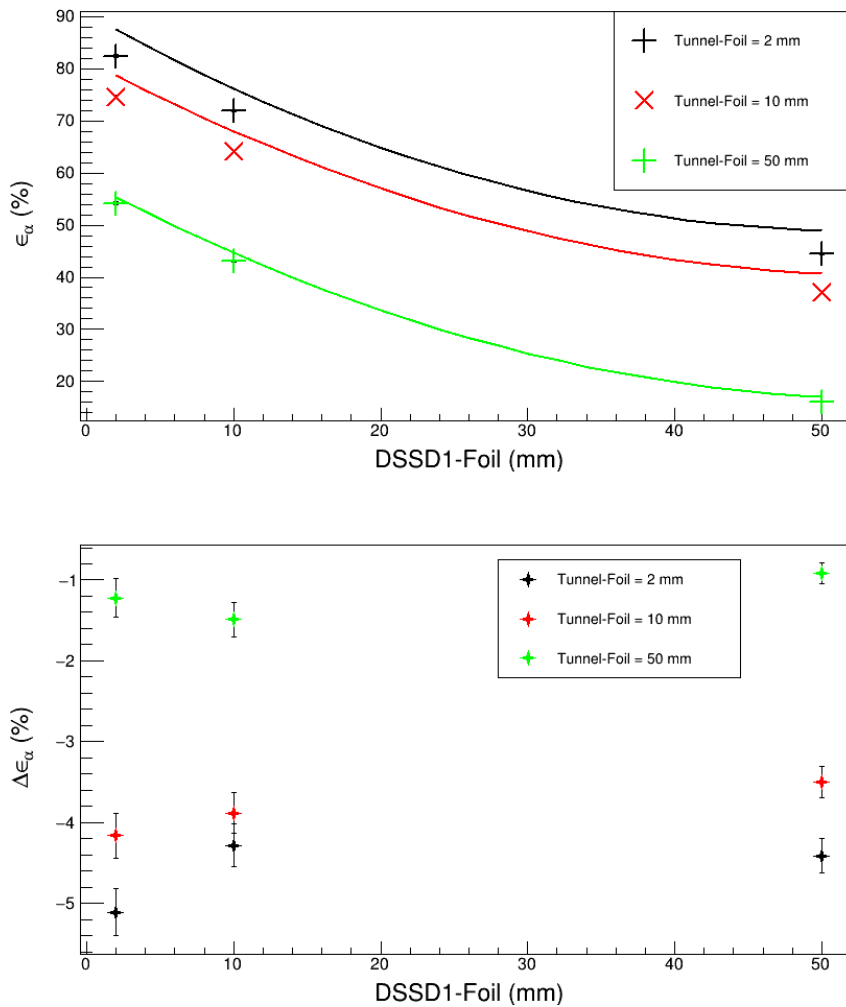 90
80
70
60
50
40
30
20
ϵα (%)
Tunnel-Foil = 2 mm
Tunnel-Foil = 10 mm
Tunnel-Foil = 50 mm
0 10 20 30 40 50
DSSD1-Foil (mm)
−1
−2
−3
−4
−5
Δϵα (%)
Tunnel-Foil = 2 mm
Tunnel-Foil = 10 mm
Tunnel-Foil = 50 mm
0 10 20 30 40 50
DSSD1-Foil (mm)